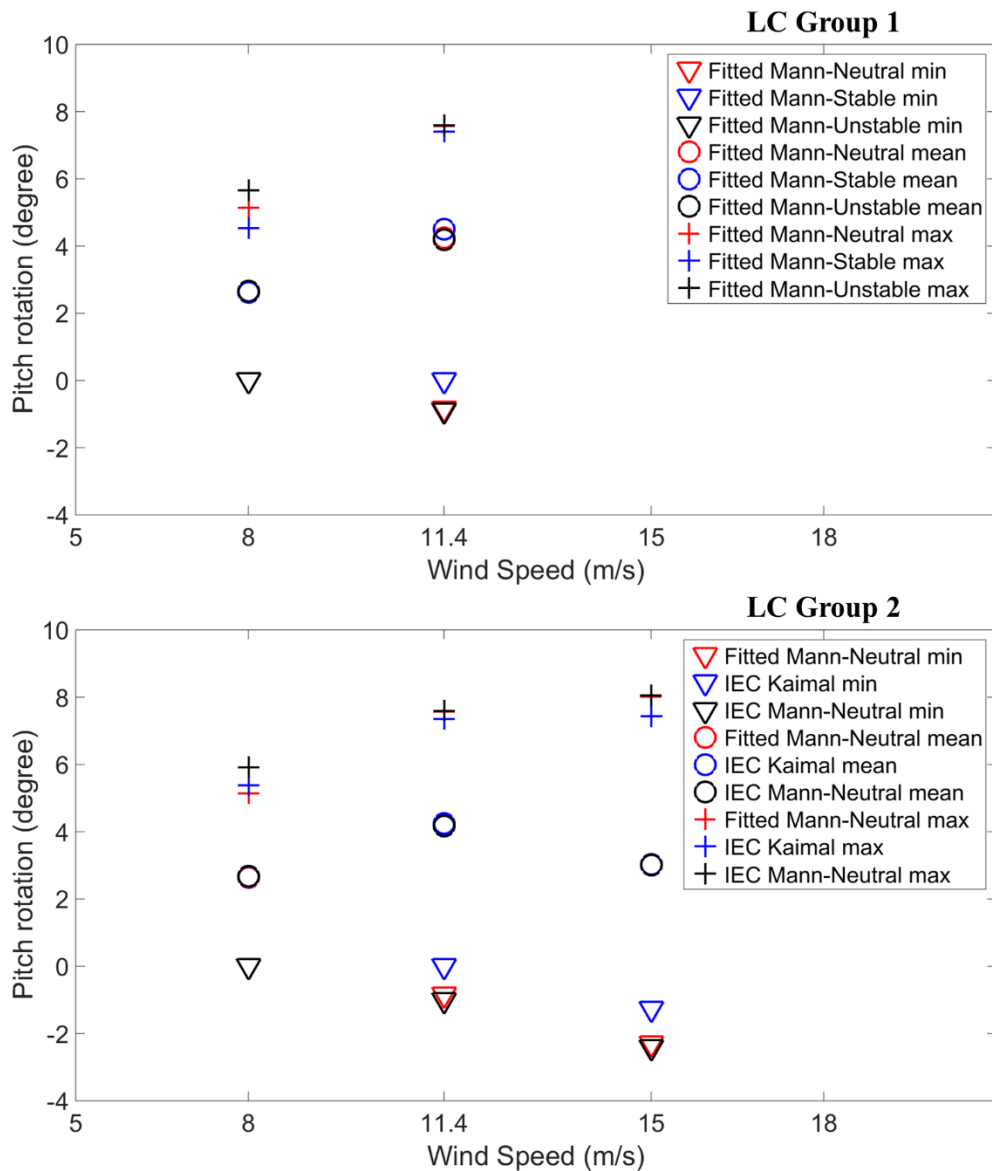 LC Group 1
10
8
6
4
2
0
-2
-4
Pitch rotation (degree)
Fitted Mann-Neutral min
Fitted Mann-Stable min
Fitted Mann-Unstable min
Fitted Mann-Neutral mean
Fitted Mann-Stable mean
Fitted Mann-Unstable mean
Fitted Mann-Neutral max
Fitted Mann-Stable max
Fitted Mann-Unstable max
5 8 11.4 15 18
Wind Speed (m/s)
LC Group 2
10
8
6
4
2
0
-2
-4
Pitch rotation (degree)
Fitted Mann-Neutral min
IEC Kaimal min
IEC Mann-Neutral min
Fitted Mann-Neutral mean
IEC Kaimal mean
IEC Mann-Neutral mean
Fitted Mann-Neutral max
IEC Kaimal max
IEC Mann-Neutral max
5 8 11.4 15 18
Wind Speed (m/s)